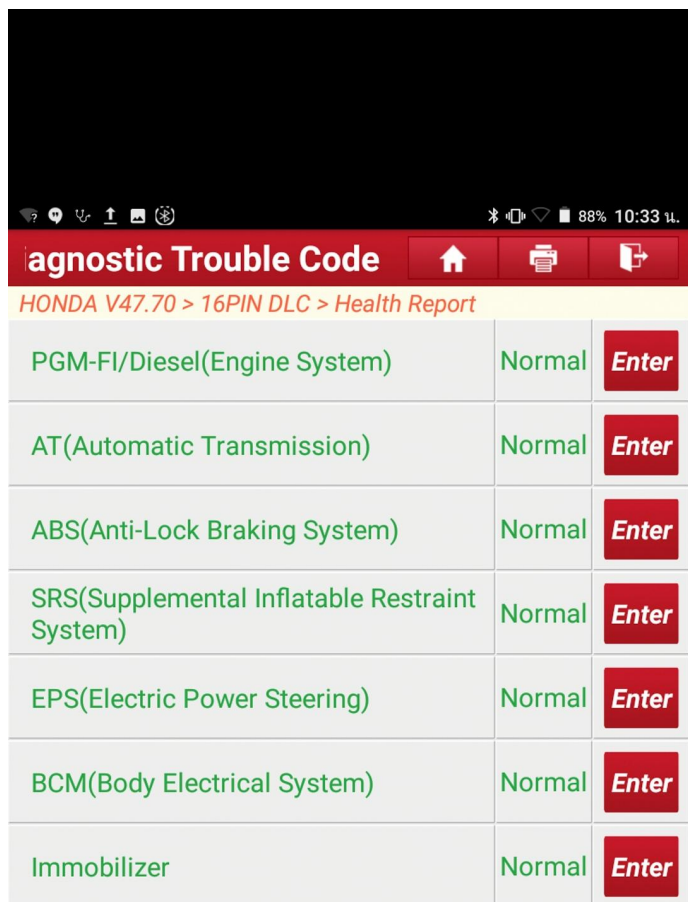 88% 10:33 น.
agnostic Trouble Code
HONDA V47.70 > 16PIN DLC > Health Report
PGM-FI/Diesel(Engine System) Normal Enter
AT(Automatic Transmission) Normal Enter
ABS(Anti-Lock Braking System) Normal Enter
SRS(Supplemental Inflatable Restraint
System) Normal Enter
EPS(Electric Power Steering) Normal Enter
BCM(Body Electrical System) Normal Enter
Immobilizer Normal Enter